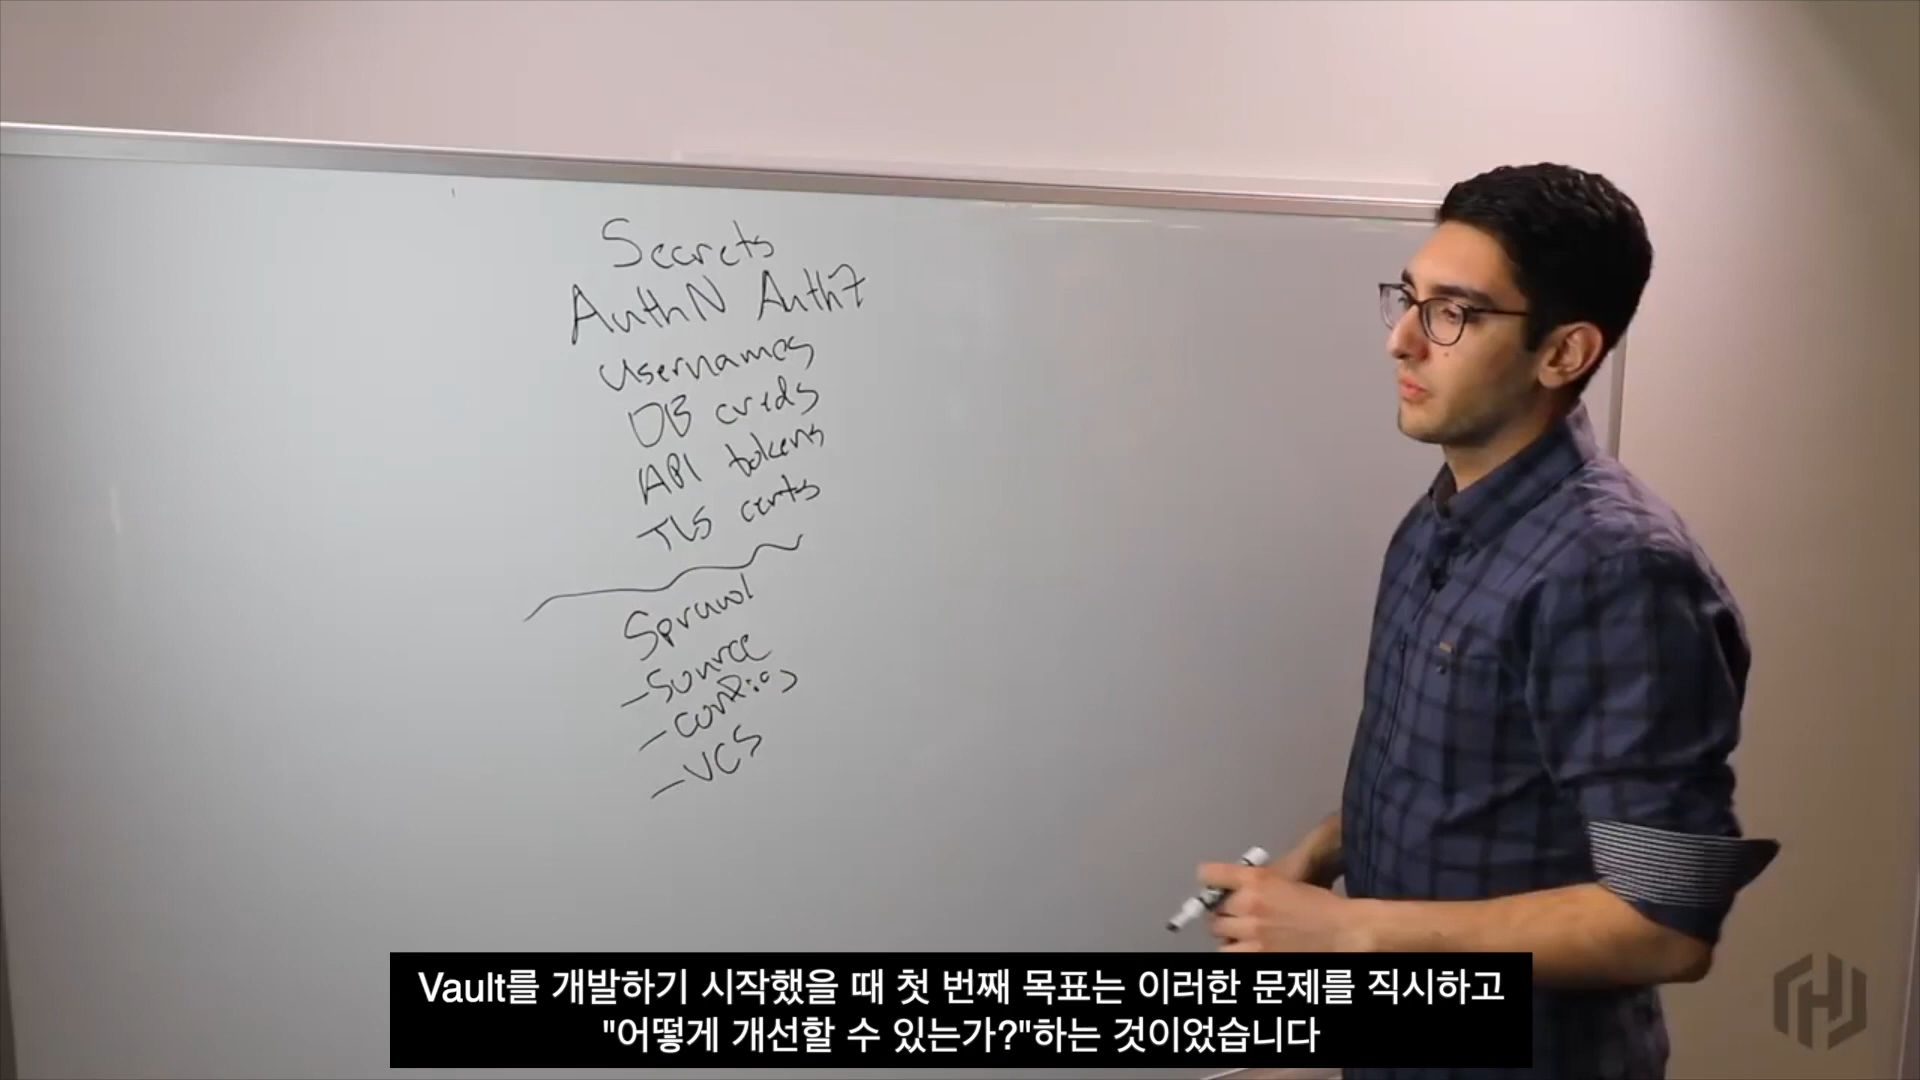 Secrets
AuthN AuthZ
Usernames
DB creds
API tokens
TLS certs
Sprawl
- Source
- Config
- VCS
Vault를 개발하기 시작했을 때 첫 번째 목표는 이러한 문제를 직시하고
"어떻게 개선할 수 있는가?"하는 것이었습니다